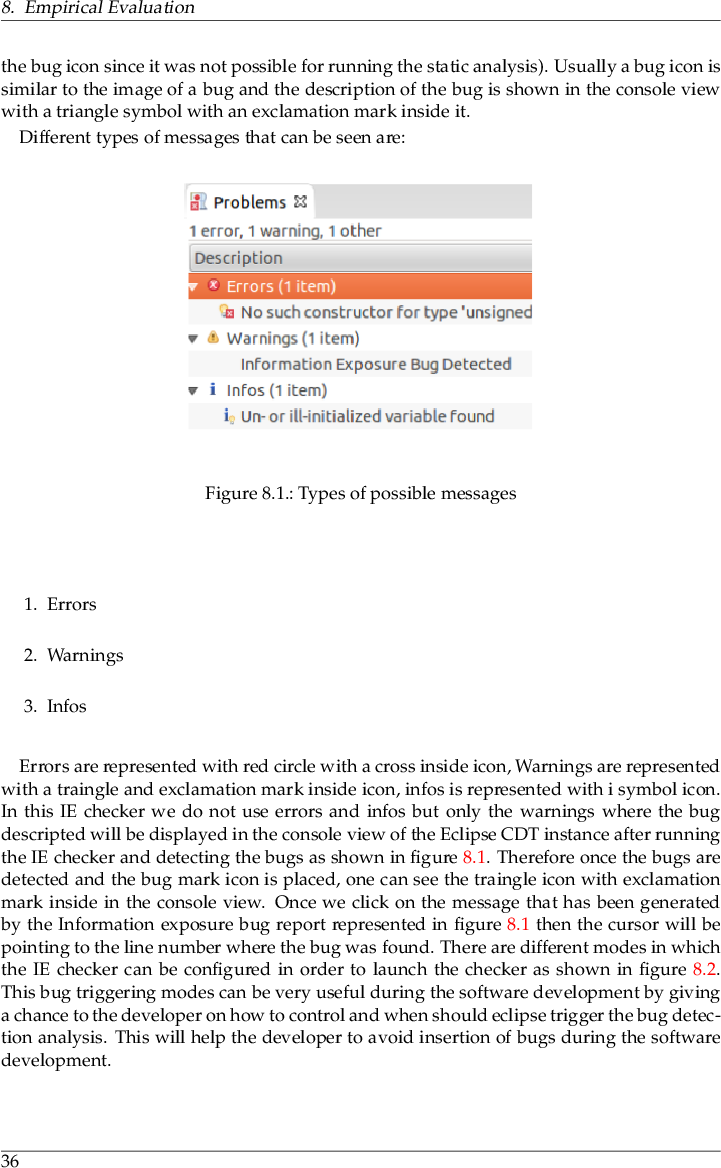 8. Empirical Evaluation
the bug icon since it was not possible for running the static analysis). Usually a bug icon is
similar to the image of a bug and the description of the bug is shown in the console view
with a triangle symbol with an exclamation mark inside it.
Different types of messages that can be seen are:
Problems
1 error, 1 warning, 1 other
Description
Errors (1 item)
No such constructor for type 'unsigned
Warnings (1 item)
Information Exposure Bug Detected
i Infos (1 item)
i Un- or ill-initialized variable found
Figure 8.1.: Types of possible messages
1. Errors
2. Warnings
3. Infos
Errors are represented with red circle with a cross inside icon, Warnings are represented
with a traingle and exclamation mark inside icon, infos is represented with i symbol icon.
In this IE checker we do not use errors and infos but only the warnings where the bug
descripted will be displayed in the console view of the Eclipse CDT instance after running
the IE checker and detecting the bugs as shown in figure 8.1. Therefore once the bugs are
detected and the bug mark icon is placed, one can see the traingle icon with exclamation
mark inside in the console view. Once we click on the message that has been generated
by the Information exposure bug report represented in figure 8.1 then the cursor will be
pointing to the line number where the bug was found. There are different modes in which
the IE checker can be configured in order to launch the checker as shown in figure 8.2.
This bug triggering modes can be very useful during the software development by giving
a chance to the developer on how to control and when should eclipse trigger the bug detec-
tion analysis. This will help the developer to avoid insertion of bugs during the software
development.
36